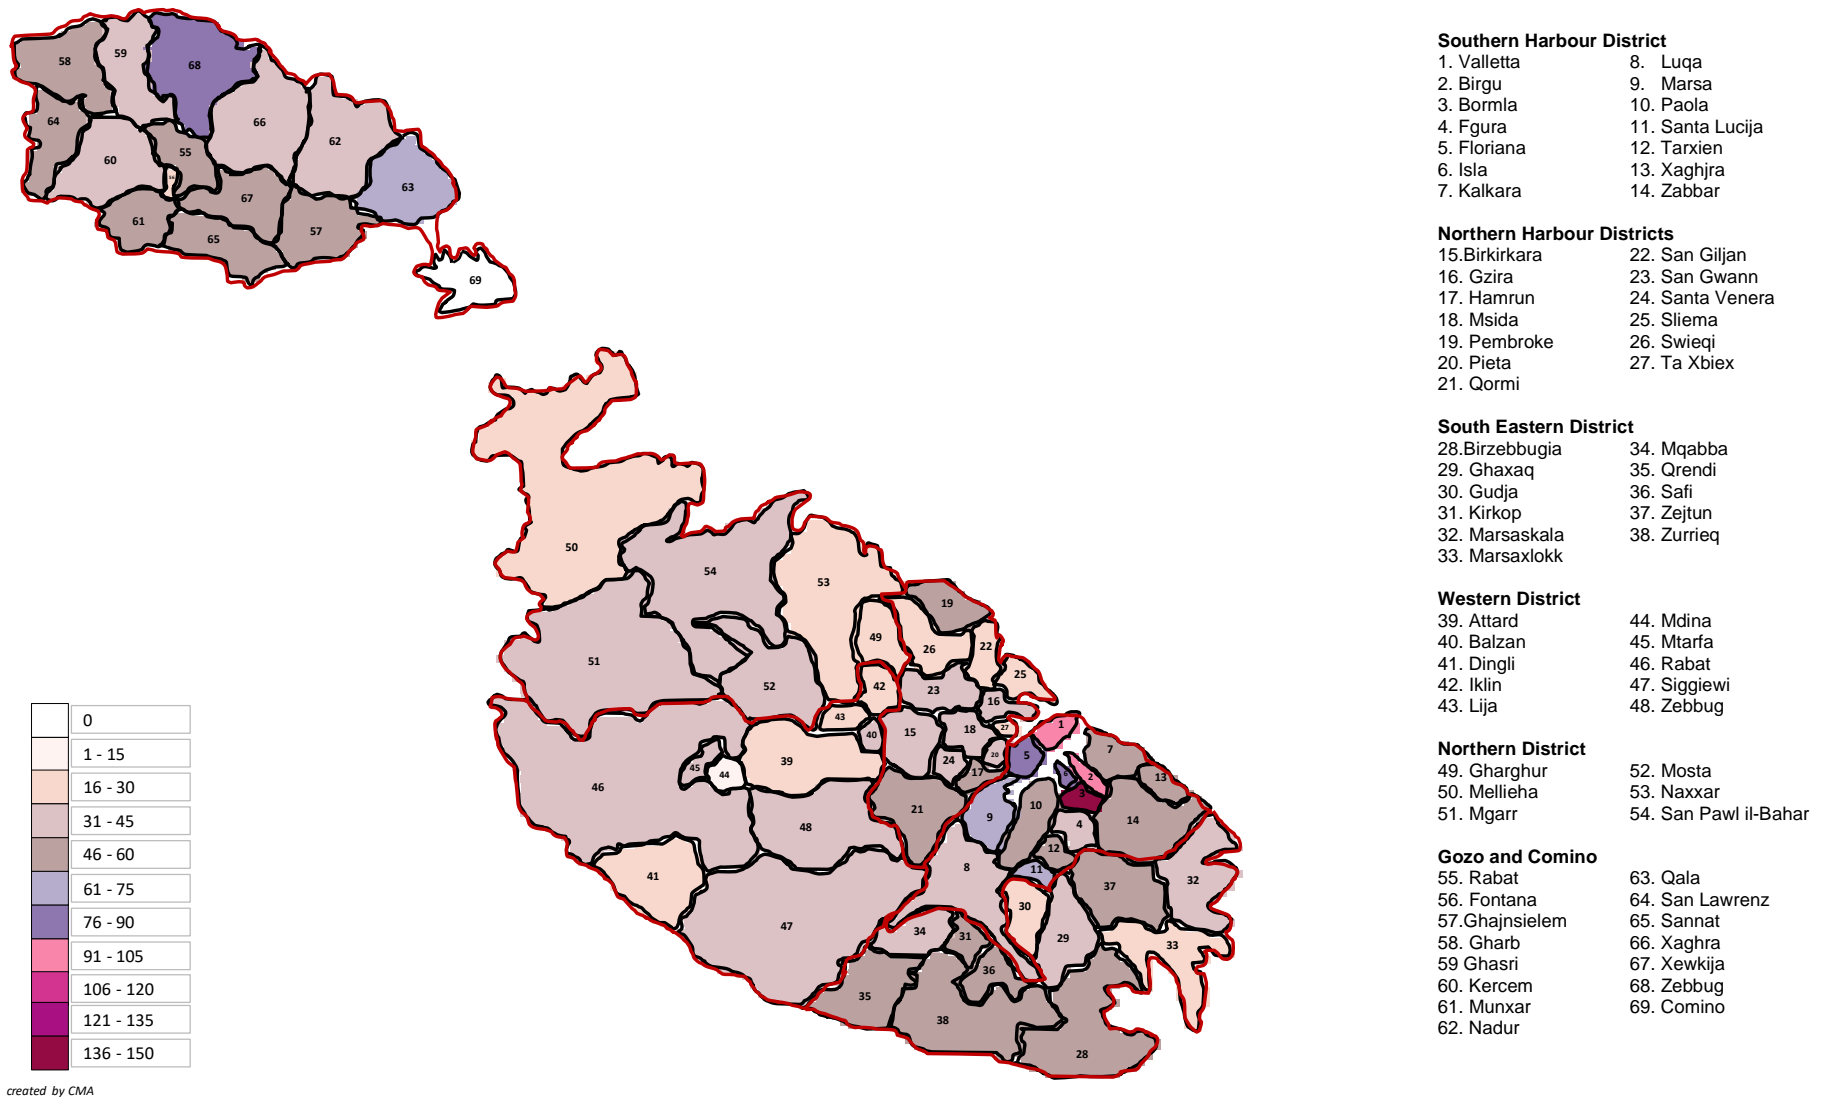 Southern Harbour District
1. Valletta 8. Luqa
2. Birgu 9. Marsa
3. Bormla 10. Paola
4. Fgura 11. Santa Lucija
5. Floriana 12. Tarxien
6. Isla 13. Xaghjra
7. Kalkara 14. Zabbar
Northern Harbour Districts
15.Birkirkara 22. San Giljan
16. Gzira 23. San Gwann
17. Hamrun 24. Santa Venera
18. Msida 25. Sliema
19. Pembroke 26. Swieqi
20. Pieta 27. Ta Xbiex
21. Qormi
South Eastern District
28.Birzebbugia 34. Mqabba
29. Ghaxaq 35. Qrendi
30. Gudja 36. Safi
31. Kirkop 37. Zejtun
32. Marsaskala 38. Zurrieq
33. Marsaxlokk
Western District
39. Attard 44. Mdina
40. Balzan 45. Mtarfa
41. Dingli 46. Rabat
42. Iklin 47. Siggiewi
43. Lija 48. Zebbug
Northern District
49. Gharghur 52. Mosta
50. Mellieha 53. Naxxar
51. Mgarr 54. San Pawl il-Bahar
Gozo and Comino
55. Rabat 63. Qala
56. Fontana 64. San Lawrenz
57.Ghajnsielem 65. Sannat
58. Gharb 66. Xaghra
59 Ghasri 67. Xewkija
60. Kercem 68. Zebbug
61. Munxar 69. Comino
62. Nadur
58
59
68
64
66
55
62
60
56
63
67
61
65
57
69
50
54
53
19
49
26
22
51
25
52
42
23
16
43
1
27
18
15
40
7
20
5
39
24
45
44
17
6
2
13
46
3
10
21
9
14
48
4
12
8
11
41
32
37
30
47
34
31
29
33
36
35
38
28
0
1 - 15
16 - 30
31 - 45
46 - 60
61 - 75
76 - 90
91 - 105
106 - 120
121 - 135
136 - 150
created by CMA